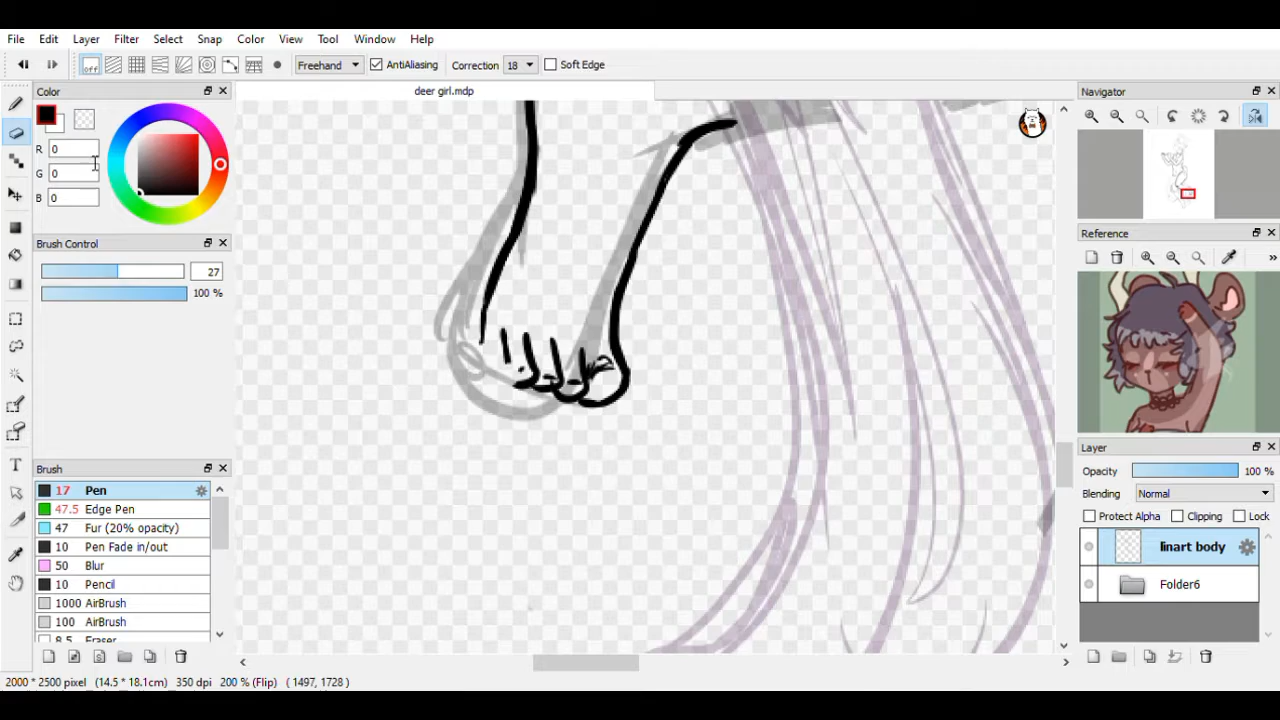 File Edit Layer Filter Select Snap Color View Tool Window Help
off Freehand AntiAliasing Correction 18 Soft Edge
Color
deer girl.mdp
Navigator
R 0
G 0
B 0
Brush Control
27
100 %
Reference
»
Layer
Opacity 100 %
Blending Normal
Protect Alpha Clipping Lock
linart body
Folder6
Brush
17 Pen
47.5 Edge Pen
47 Fur (20% opacity)
10 Pen Fade in/out
50 Blur
10 Pencil
1000 AirBrush
100 AirBrush
8.5 Eraser
2000 * 2500 pixel (14.5 * 18.1cm) 350 dpi 200 % (Flip) ( 1497, 1728 )